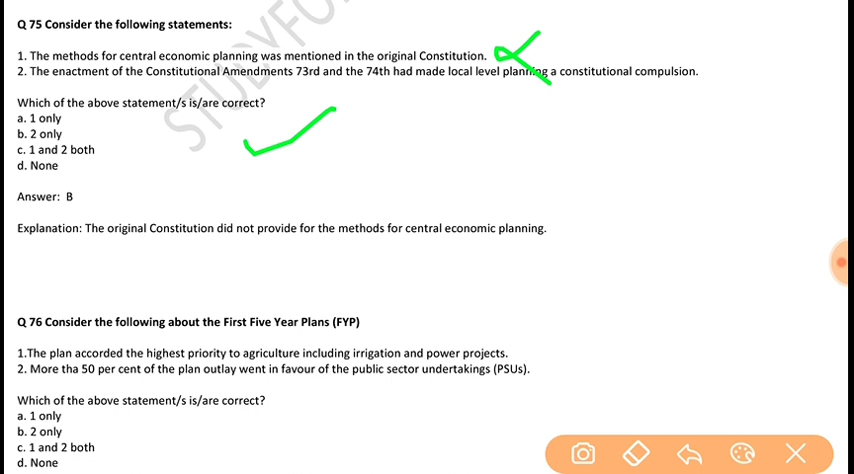 Q 75 Consider the following statements:
1. The methods for central economic planning was mentioned in the original Constitution.
2. The enactment of the Constitutional Amendments 73rd and the 74th had made local level planning a constitutional compulsion.
Which of the above statement/s is/are correct?
a. 1 only
b. 2 only
c. 1 and 2 both
d. None
Answer: B
Explanation: The original Constitution did not provide for the methods for central economic planning.
Q 76 Consider the following about the First Five Year Plans (FYP)
1.The plan accorded the highest priority to agriculture including irrigation and power projects.
2. More tha 50 per cent of the plan outlay went in favour of the public sector undertakings (PSUs).
Which of the above statement/s is/are correct?
a. 1 only
b. 2 only
c. 1 and 2 both
d. None